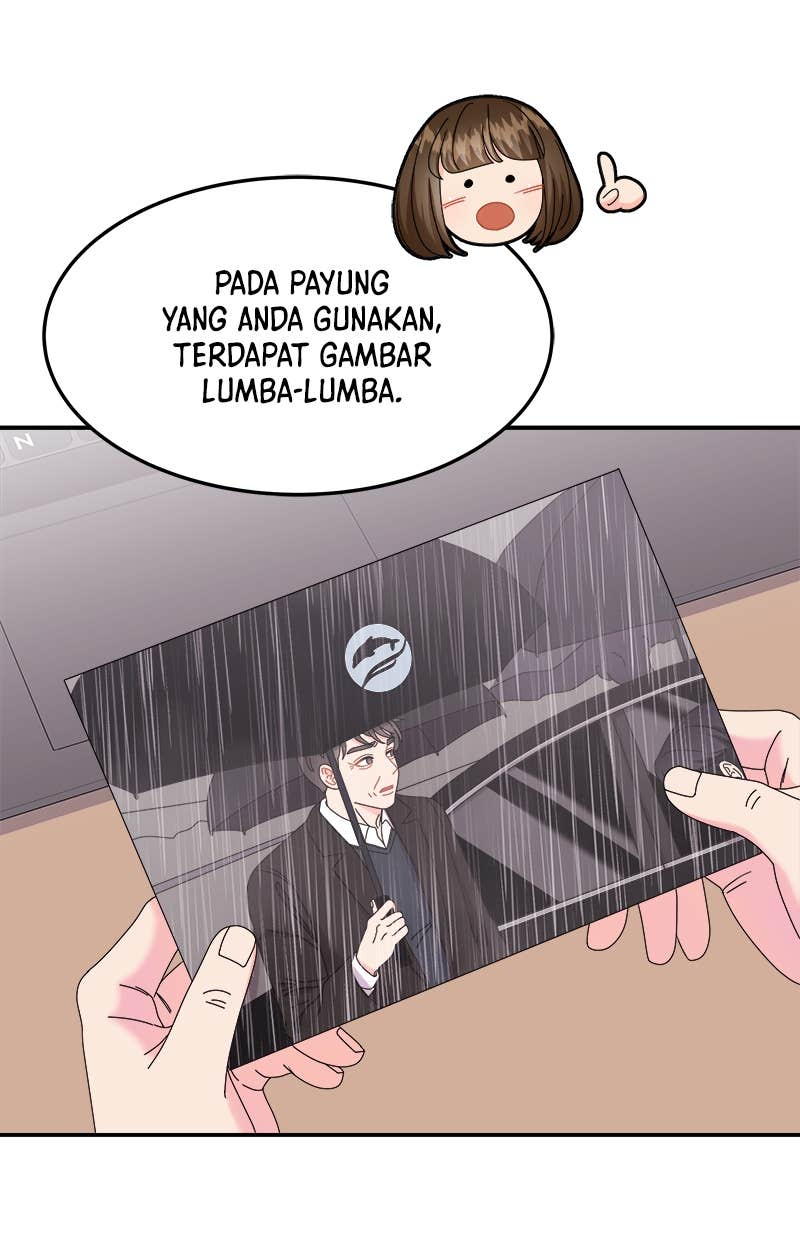 PADA PAYUNG
YANG ANDA GUNAKAN,
TERDAPAT GAMBAR
LUMBA-LUMBA.
N